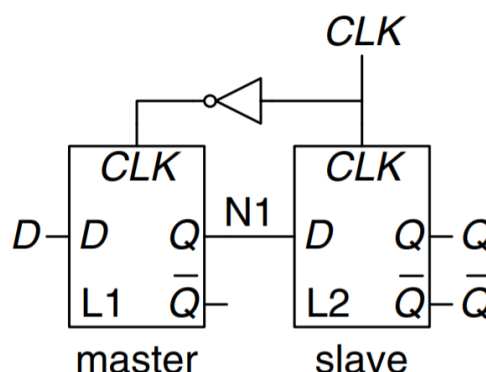 CLK
CLK CLK
D D Q N1 D Q Q
L1 Q̅ L2 Q̅ Q̅
master slave